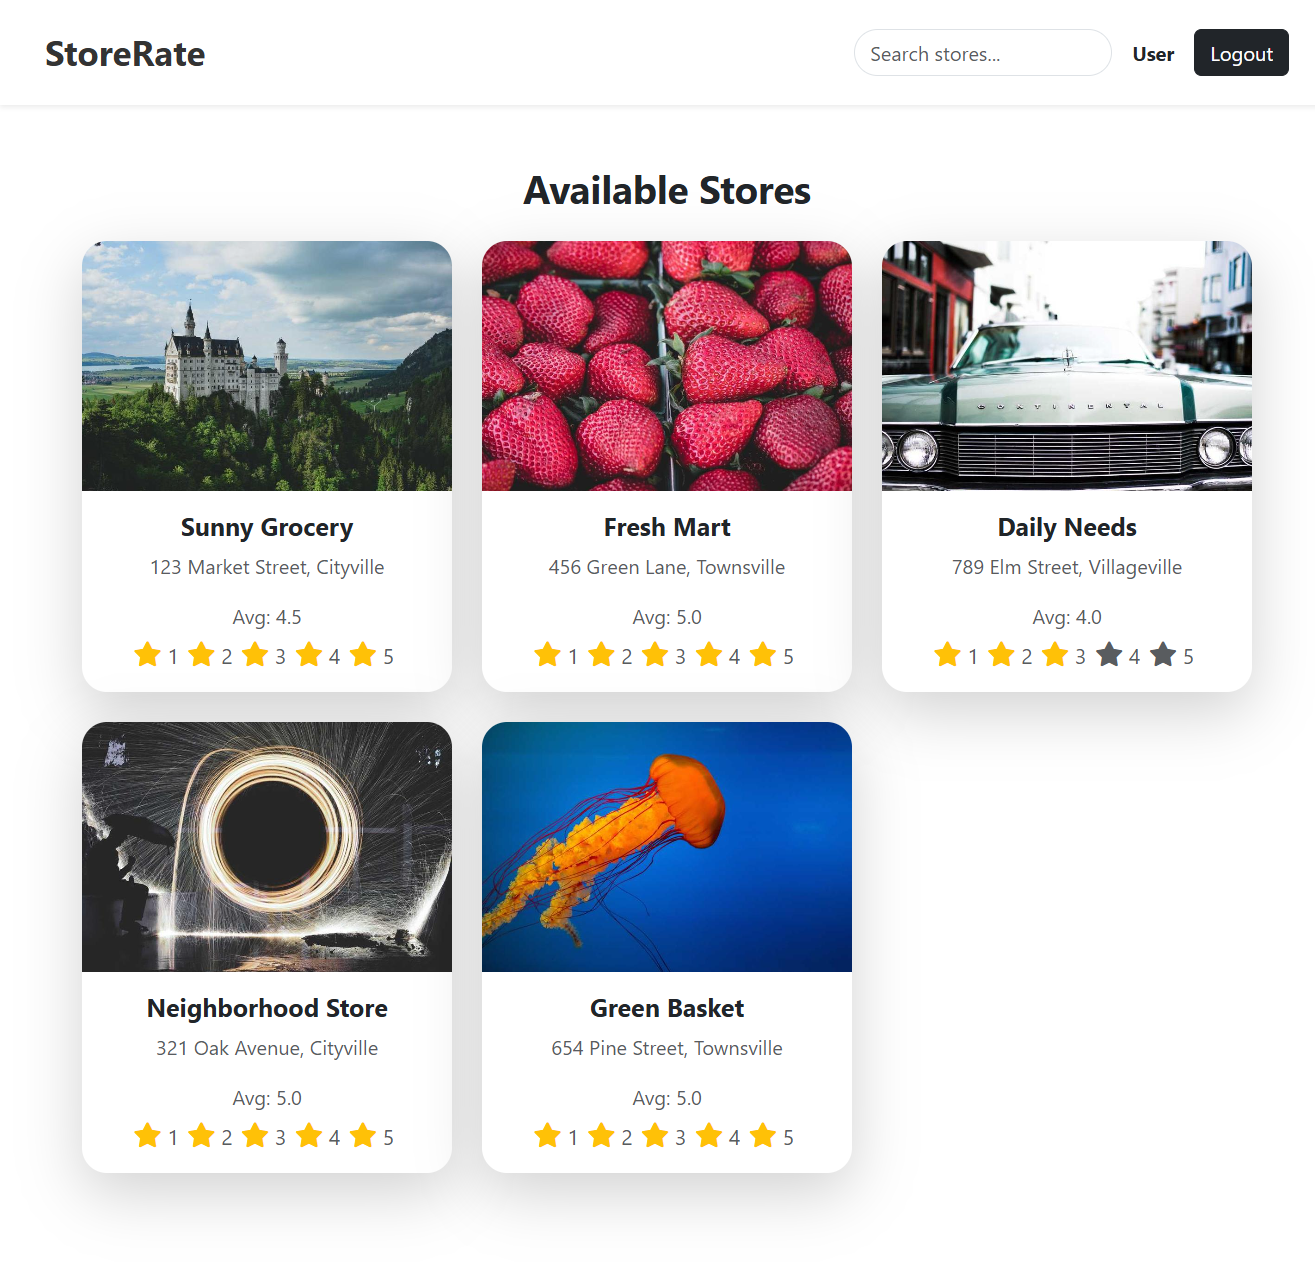 StoreRate
Search stores...
User
Logout
Available Stores
CONTINENTAL
Sunny Grocery
123 Market Street, Cityville
Avg: 4.5
1 2 3 4 5
Fresh Mart
456 Green Lane, Townsville
Avg: 5.0
1 2 3 4 5
Daily Needs
789 Elm Street, Villageville
Avg: 4.0
1 2 3 4 5
Neighborhood Store
321 Oak Avenue, Cityville
Avg: 5.0
1 2 3 4 5
Green Basket
654 Pine Street, Townsville
Avg: 5.0
1 2 3 4 5